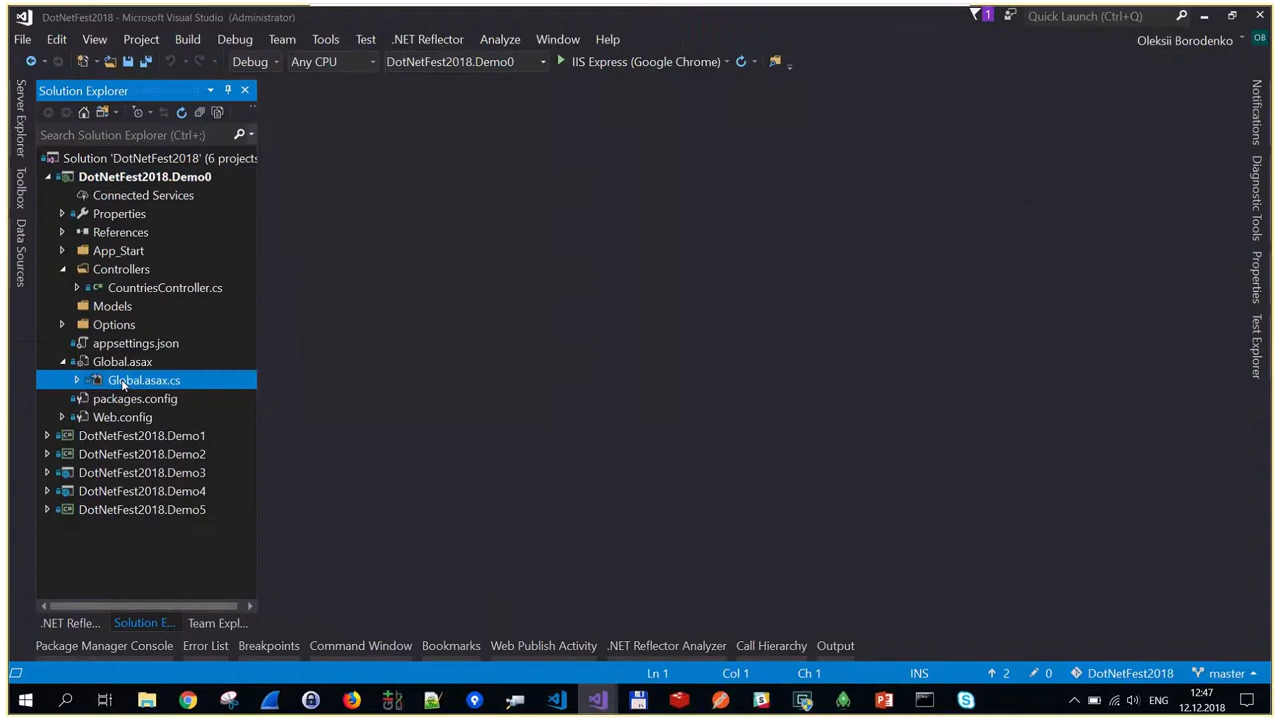 DotNetFest2018 - Microsoft Visual Studio (Administrator)
1
Quick Launch (Ctrl+Q)
File Edit View Project Build Debug Team Tools Test .NET Reflector Analyze Window Help
Oleksii Borodenko
OB
Debug
Any CPU
DotNetFest2018.Demo0
IIS Express (Google Chrome)
Server Explorer
Toolbox
Data Sources
Solution Explorer
Search Solution Explorer (Ctrl+;)
Solution 'DotNetFest2018' (6 projects
DotNetFest2018.Demo0
Connected Services
Properties
References
App_Start
Controllers
CountriesController.cs
Models
Options
appsettings.json
Global.asax
Global.asax.cs
packages.config
Web.config
DotNetFest2018.Demo1
DotNetFest2018.Demo2
DotNetFest2018.Demo3
DotNetFest2018.Demo4
DotNetFest2018.Demo5
.NET Refle... Solution E... Team Expl...
Notifications
Diagnostic Tools
Properties
Test Explorer
Package Manager Console Error List Breakpoints Command Window Bookmarks Web Publish Activity .NET Reflector Analyzer Call Hierarchy Output
Ln 1 Col 1 Ch 1 INS 2 0 DotNetFest2018 master
ENG
12:47
12.12.2018